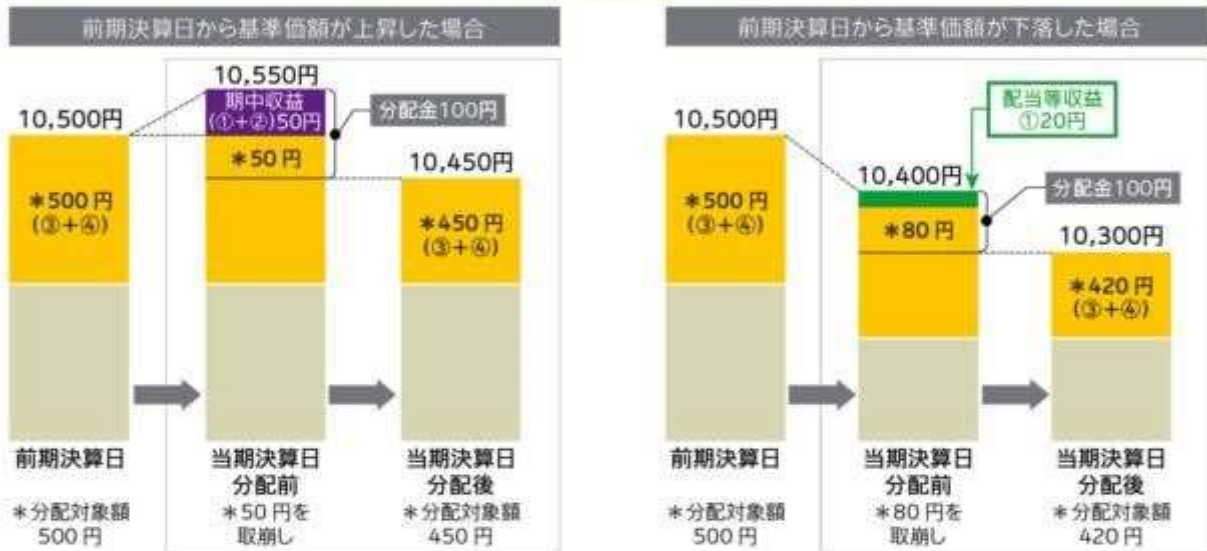 前期決算日から基準価額が上昇した場合
10,550円
期中収益
(①+②)50円
分配金100円
10,500円
*50円
10,450円
*500円
(③+④)
*450円
(③+④)
前期決算日
当期決算日
分配前
当期決算日
分配後
*分配対象額
500円
*50円を
取崩し
*分配対象額
450円
前期決算日から基準価額が下落した場合
配当等収益
①20円
10,500円
10,400円
分配金100円
*500円
(③+④)
*80円
10,300円
*420円
(③+④)
前期決算日
当期決算日
分配前
当期決算日
分配後
*分配対象額
500円
*80円を
取崩し
*分配対象額
420円